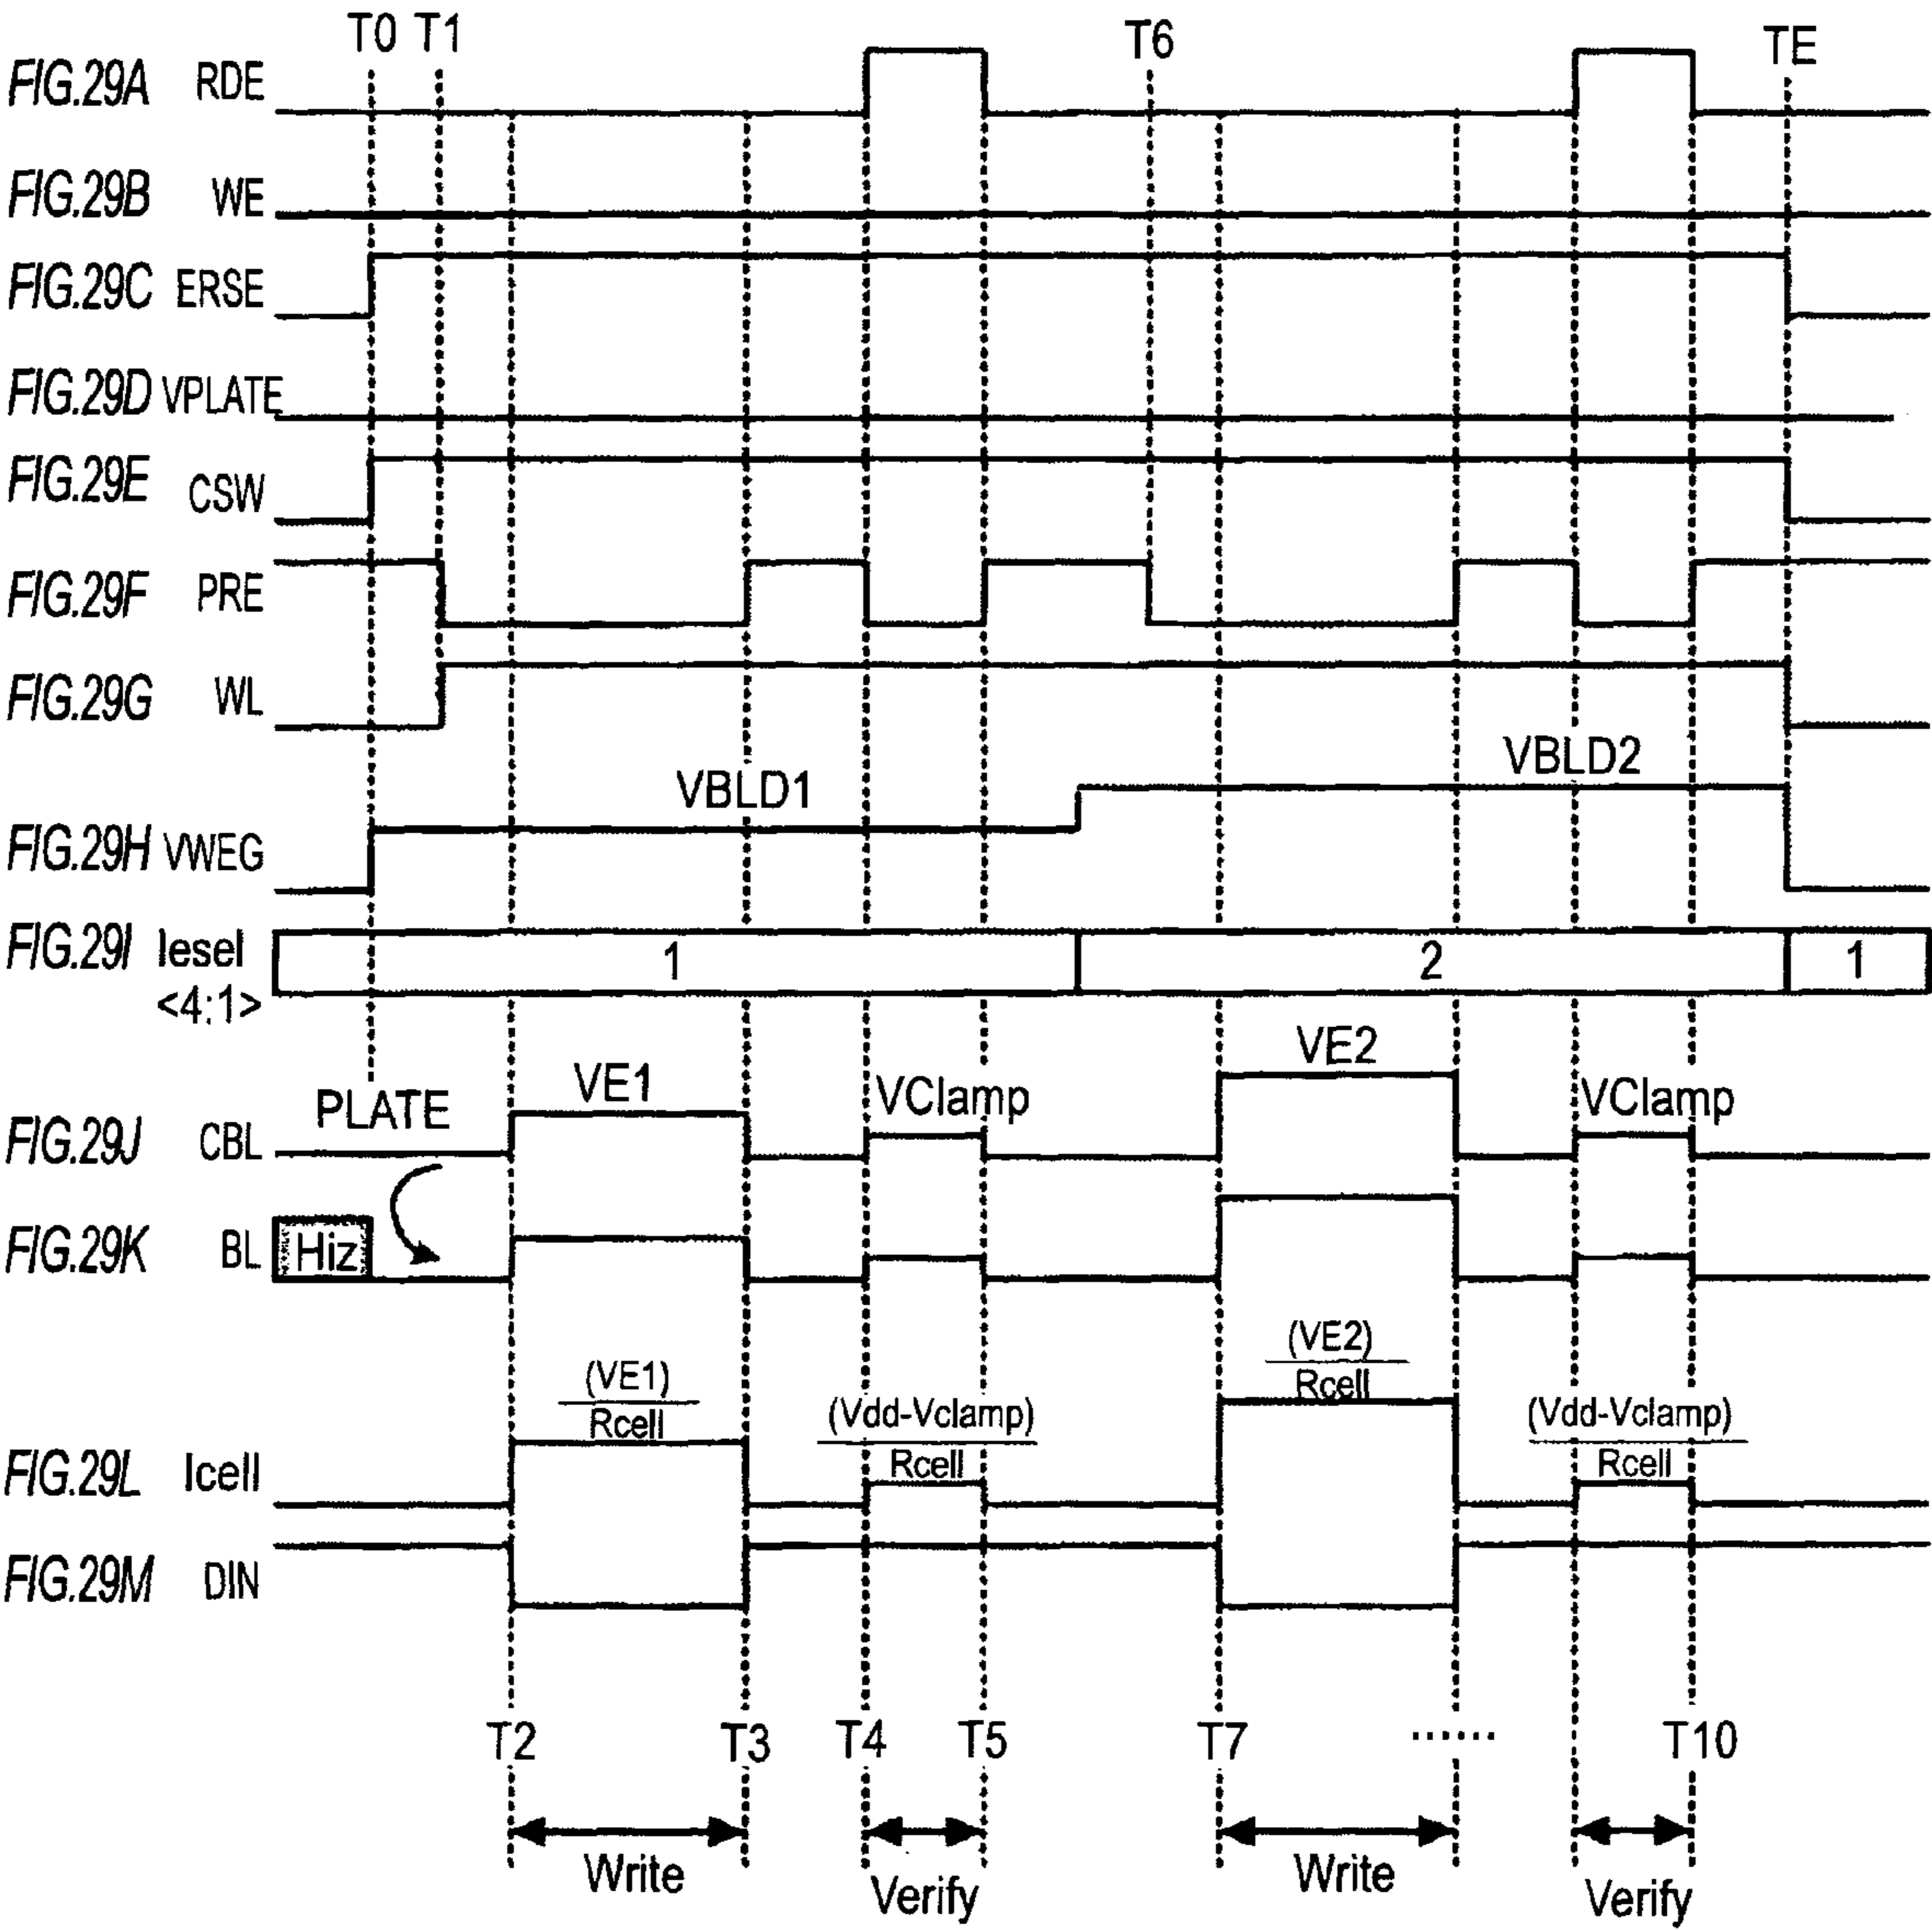 T0 T1 T6 TE
FIG.29A RDE
FIG.29B WE
FIG.29C ERSE
FIG.29D VPLATE
FIG.29E CSW
FIG.29F PRE
FIG.29G WL
VBLD1 VBLD2
FIG.29H VWEG
FIG.29I Iesel
<4:1>
1 2 1
PLATE VE1 VClamp VE2 VClamp
FIG.29J CBL
FIG.29K BL Hiz
(VE1)
Rcell
(Vdd-Vclamp)
Rcell
(VE2)
Rcell
(Vdd-Vclamp)
Rcell
FIG.29L Icell
FIG.29M DIN
T2 T3 T4 T5 T7 ...... T10
Write Verify Write Verify